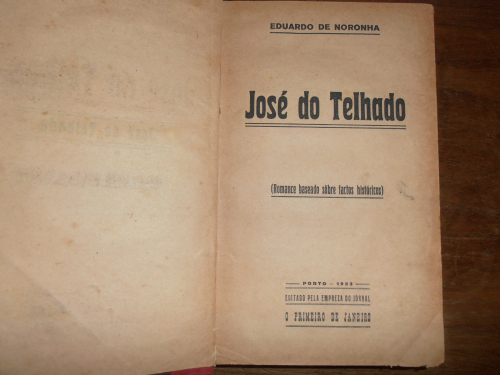 EDUARDO DE NORONHA
José do Telhado
(Romance baseado sôbre factos históricos)
PORTO - 1923
EDITADO PELA EMPREZA DO JORNAL
O PRIMEIRO DE JANEIRO